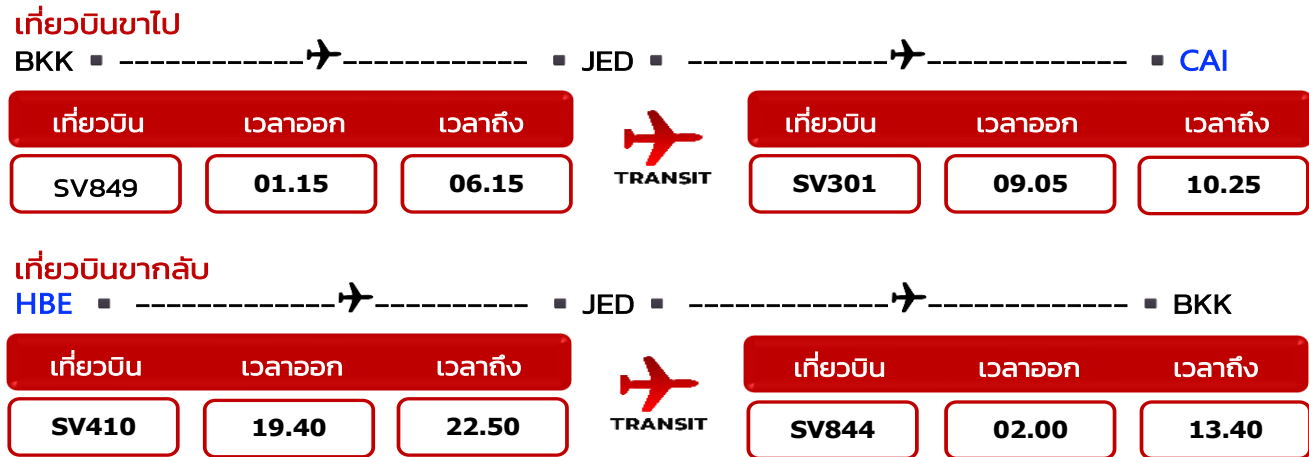 เที่ยวบินขาไป
BKK JED CAI
เที่ยวบิน เวลาออก เวลาถึง เที่ยวบิน เวลาออก เวลาถึง
SV849 01.15 06.15 TRANSIT SV301 09.05 10.25
เที่ยวบินขากลับ
HBE JED BKK
เที่ยวบิน เวลาออก เวลาถึง เที่ยวบิน เวลาออก เวลาถึง
SV410 19.40 22.50 TRANSIT SV844 02.00 13.40